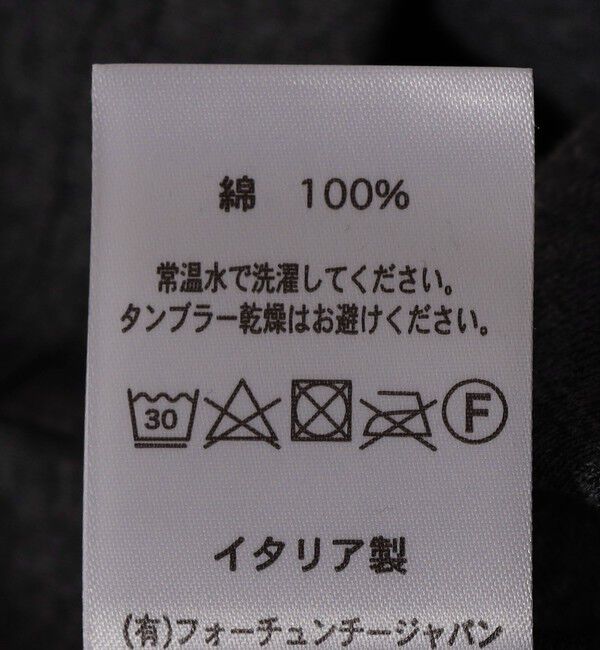 綿 100%
常温水で洗濯してください。
タンブラー乾燥はお避けください。
30 F
イタリア製
(有)フォーチュンチージャパン